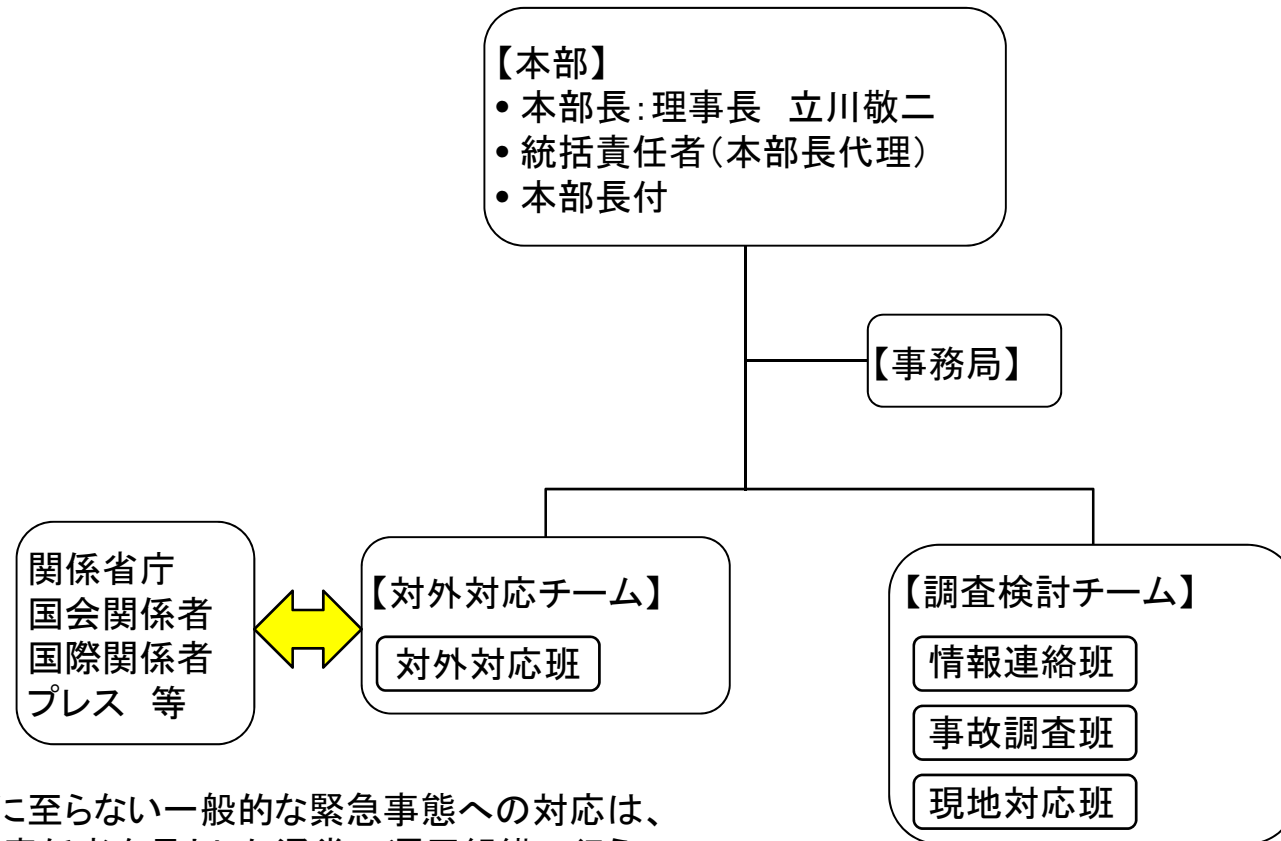 【本部】
• 本部長:理事長　立川敬二
• 統括責任者(本部長代理)
• 本部長付
【事務局】
関係省庁
国会関係者
国際関係者
プレス　等
【対外対応チーム】
対外対応班
【調査検討チーム】
情報連絡班
事故調査班
現地対応班
に至らない一般的な緊急事態への対応は、